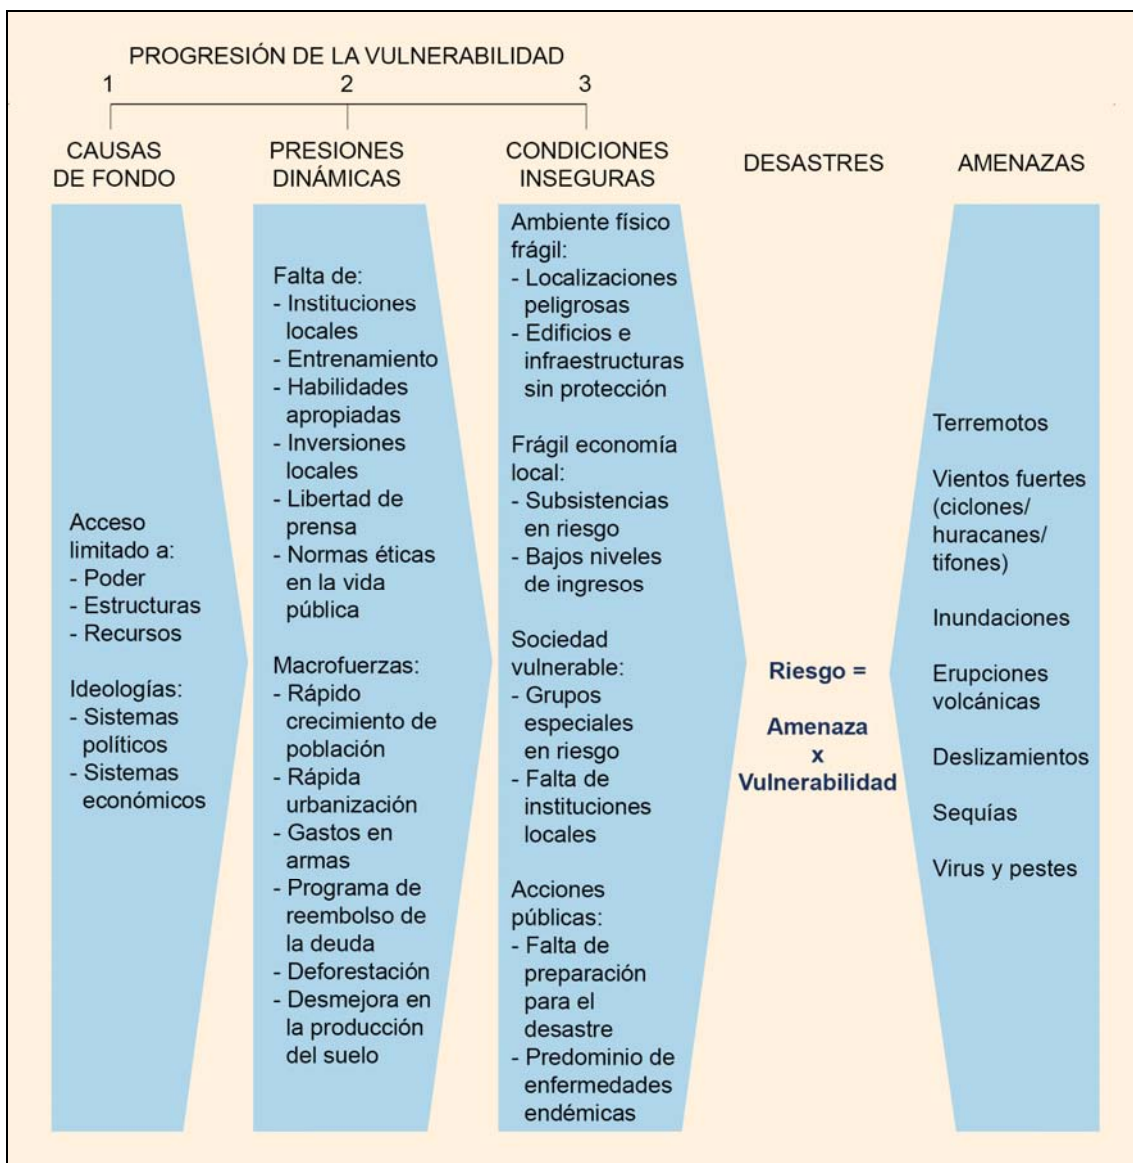 PROGRESIÓN DE LA VULNERABILIDAD
1
2
3
CAUSAS
DE FONDO
PRESIONES
DINÁMICAS
CONDICIONES
INSEGURAS
DESASTRES
AMENAZAS
Acceso
limitado a:
- Poder
- Estructuras
- Recursos
Ideologías:
- Sistemas
políticos
- Sistemas
económicos
Falta de:
- Instituciones
locales
- Entrenamiento
- Habilidades
apropiadas
- Inversiones
locales
- Libertad de
prensa
- Normas éticas
en la vida
pública
Macrofuerzas:
- Rápido
crecimiento de
población
- Rápida
urbanización
- Gastos en
armas
- Programa de
reembolso de
la deuda
- Deforestación
- Desmejora en
la producción
del suelo
Ambiente físico
frágil:
- Localizaciones
peligrosas
- Edificios e
infraestructuras
sin protección
Frágil economía
local:
- Subsistencias
en riesgo
- Bajos niveles
de ingresos
Sociedad
vulnerable:
- Grupos
especiales
en riesgo
- Falta de
instituciones
locales
Acciones
públicas:
- Falta de
preparación
para el
desastre
- Predominio de
enfermedades
endémicas
Riesgo =
Amenaza
x
Vulnerabilidad
Terremotos
Vientos fuertes
(ciclones/
huracanes/
tifones)
Inundaciones
Erupciones
volcánicas
Deslizamientos
Sequías
Virus y pestes